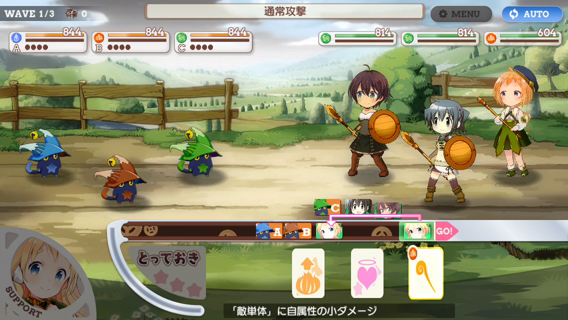 WAVE 1/3
0
通常攻撃
MENU
AUTO
844
844
844
814
814
604
A
B
C
C
A
B
GO!
とっておき
SUPPORT
「敵単体」に自属性の小ダメージ